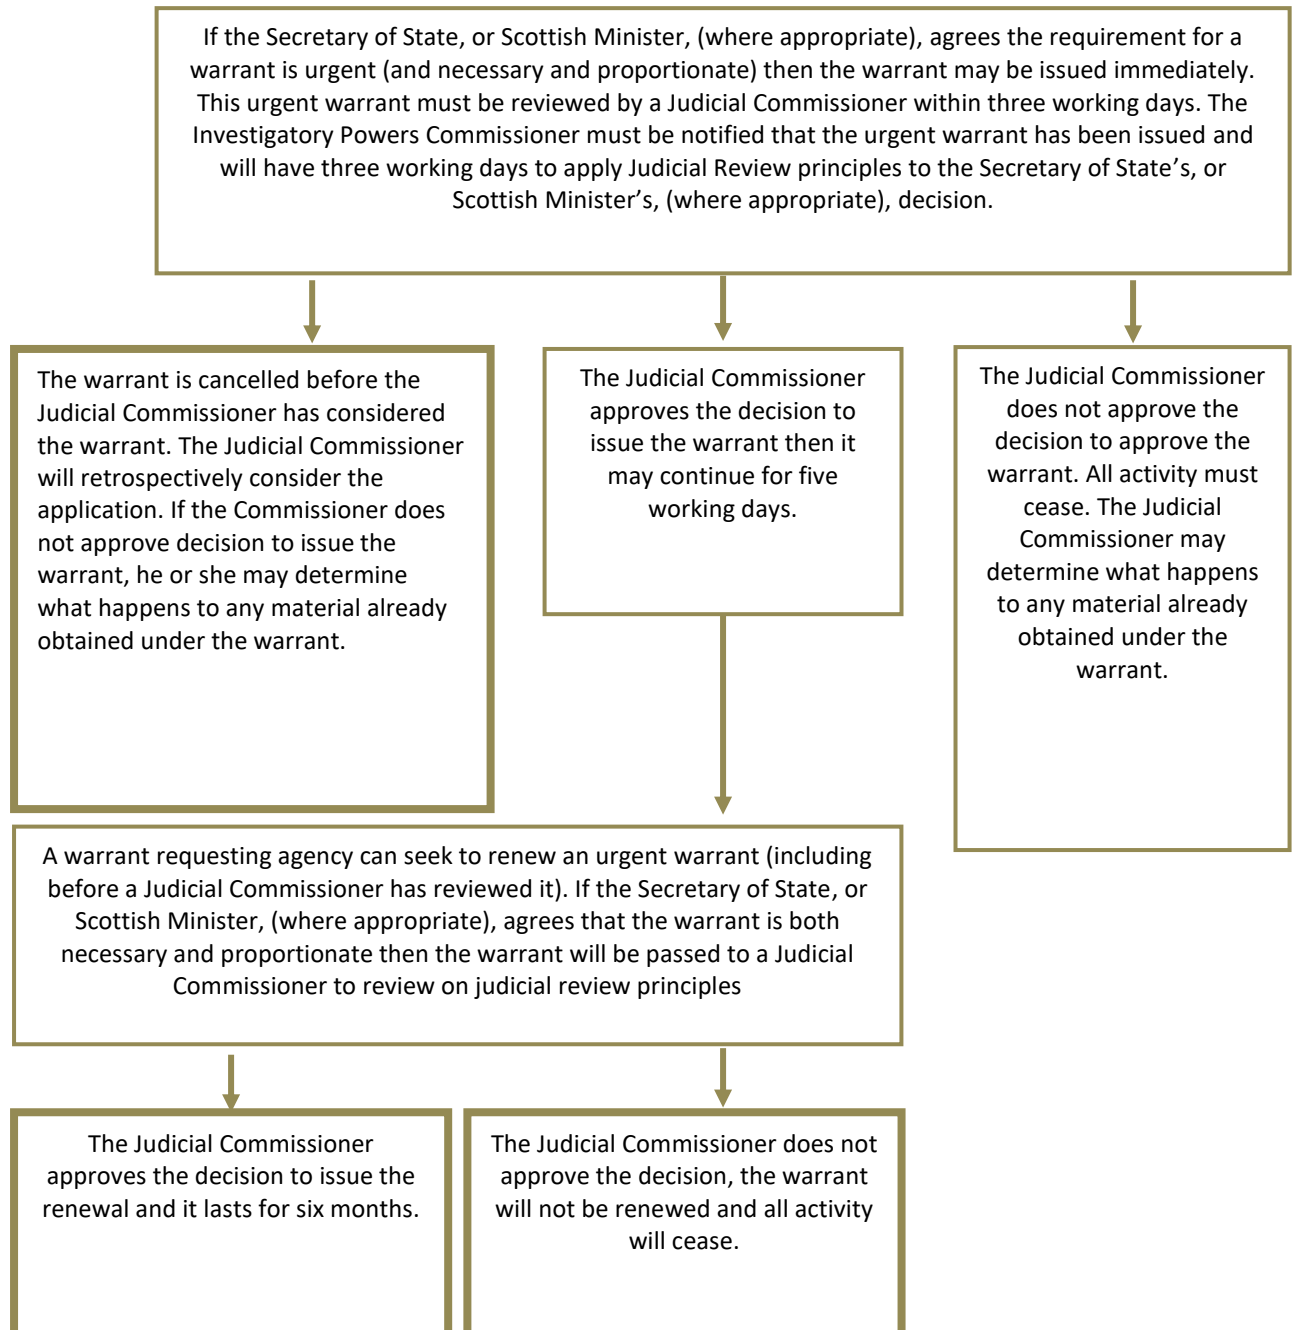 If the Secretary of State, or Scottish Minister, (where appropriate), agrees the requirement for a
warrant is urgent (and necessary and proportionate) then the warrant may be issued immediately.
This urgent warrant must be reviewed by a Judicial Commissioner within three working days. The
Investigatory Powers Commissioner must be notified that the urgent warrant has been issued and
will have three working days to apply Judicial Review principles to the Secretary of State’s, or
Scottish Minister’s, (where appropriate), decision.
The warrant is cancelled before the
Judicial Commissioner has considered
the warrant. The Judicial Commissioner
will retrospectively consider the
application. If the Commissioner does
not approve decision to issue the
warrant, he or she may determine
what happens to any material already
obtained under the warrant.
The Judicial Commissioner
approves the decision to
issue the warrant then it
may continue for five
working days.
The Judicial Commissioner
does not approve the
decision to approve the
warrant. All activity must
cease. The Judicial
Commissioner may
determine what happens
to any material already
obtained under the
warrant.
A warrant requesting agency can seek to renew an urgent warrant (including
before a Judicial Commissioner has reviewed it). If the Secretary of State, or
Scottish Minister, (where appropriate), agrees that the warrant is both
necessary and proportionate then the warrant will be passed to a Judicial
Commissioner to review on judicial review principles
The Judicial Commissioner
approves the decision to issue the
renewal and it lasts for six months.
The Judicial Commissioner does not
approve the decision, the warrant
will not be renewed and all activity
will cease.